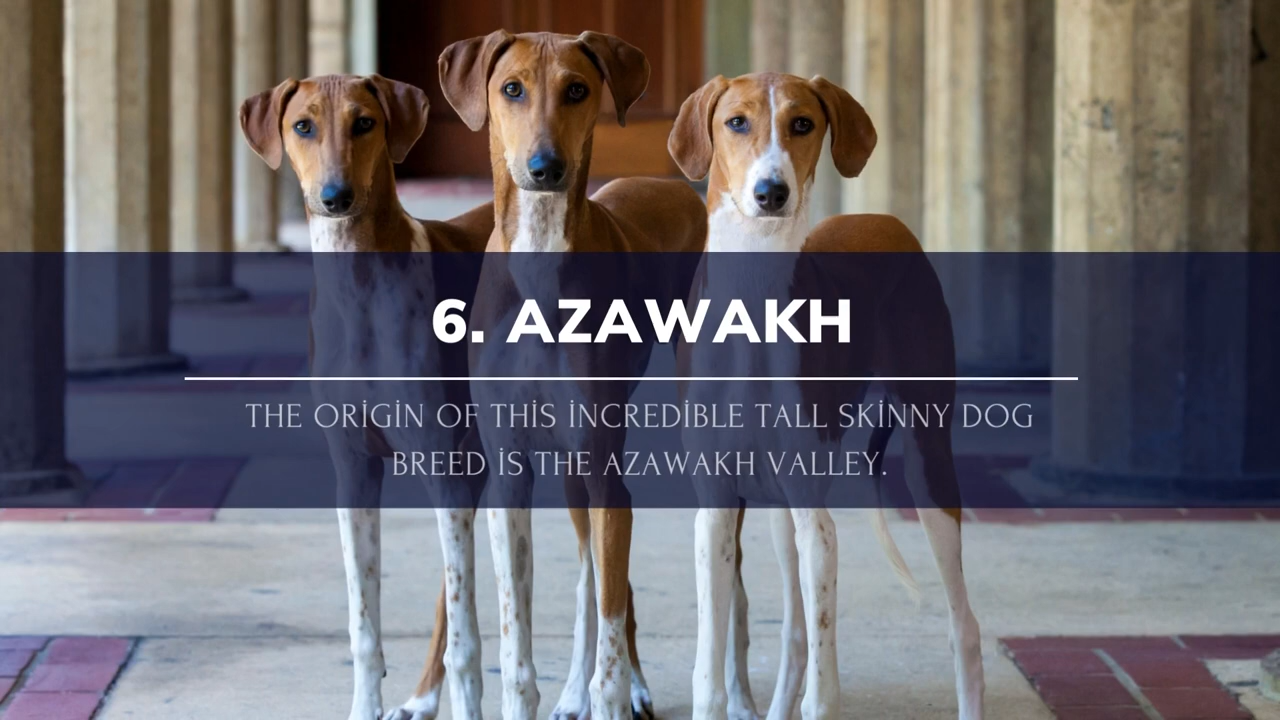 6. AZAWAKH
THE ORİGİN OF THİS İNCREDİBLE TALL SKİNNY DOG
BREED İS THE AZAWAKH VALLEY.